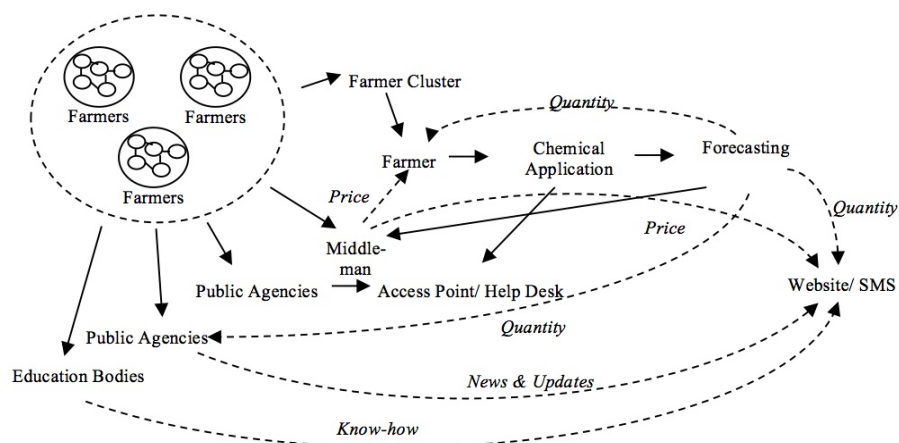 Farmers
Farmers
Farmers
Farmer Cluster
Quantity
Farmer
Chemical
Application
Forecasting
Price
Quantity
Price
Middle-
man
Public Agencies
Access Point/ Help Desk
Website/ SMS
Quantity
Public Agencies
Education Bodies
News & Updates
Know-how